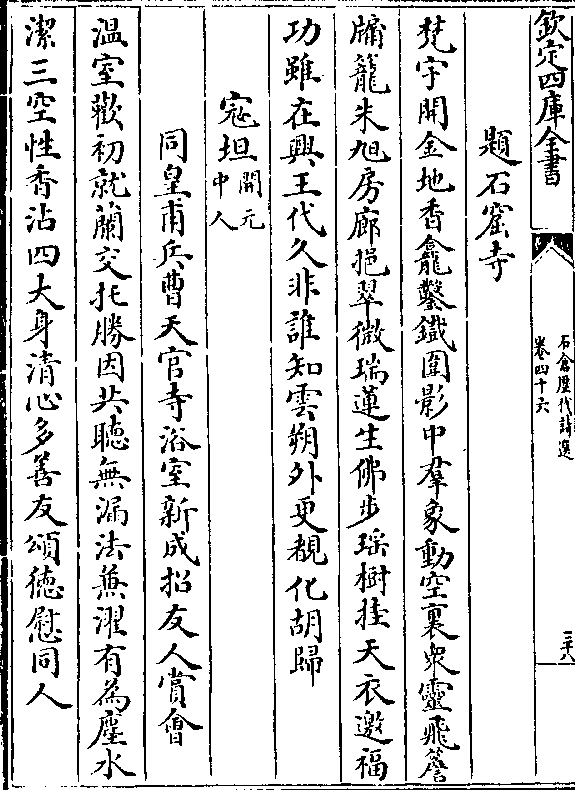 欽定四庫全書
石倉歷代詩選
卷四十六
三十八
題石窟寺
梵宇開金地香龕鑿鐵圍影中羣象動空裏衆靈飛簷
牖籠朱旭房廊挹翠微瑞蓮生佛步瑶樹挂天衣邀福
功雖在興王代久非誰知雲朔外更覩化胡歸
寇坦
開元
中人
同皇甫兵曹天官寺浴室新成招友人賞會
溫室歡初就蘭交托勝因共聽無漏法兼濯有為塵水
潔三空性香沾四大身清心多善友頌徳慰同人